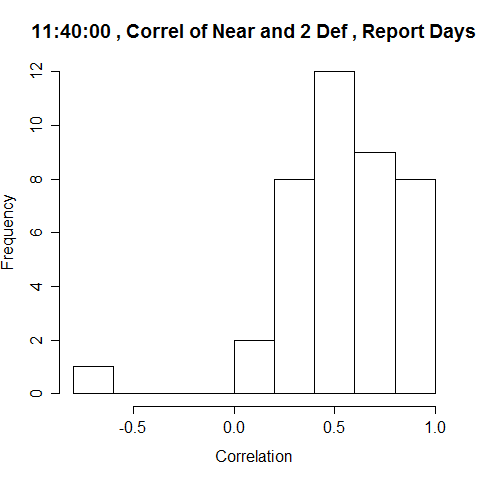 11:40:00 , Correl of Near and 2 Def , Report Days
Frequency
12
10
8
6
4
2
0
-0.5 0.0 0.5 1.0
Correlation